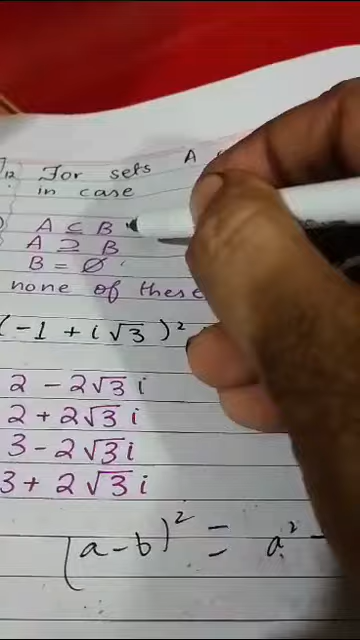 12 For sets A
in case
A ⊆ B
A ⊇ B
B = Ø
none of these
(-1 + i√3)²
2 - 2√3 i
2 + 2√3 i
3 - 2√3 i
3 + 2√3 i
(a - b)² = a² -